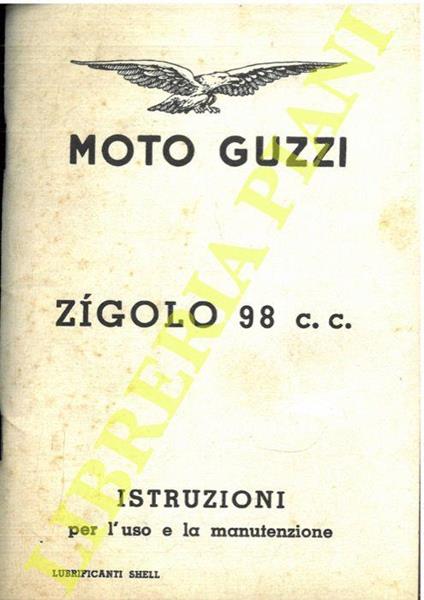 MOTO GUZZI
ZÍGOLO 98 c. c.
ISTRUZIONI
per l'uso e la manutenzione
LUBRIFICANTI SHELL
LIBRERIA PIANI